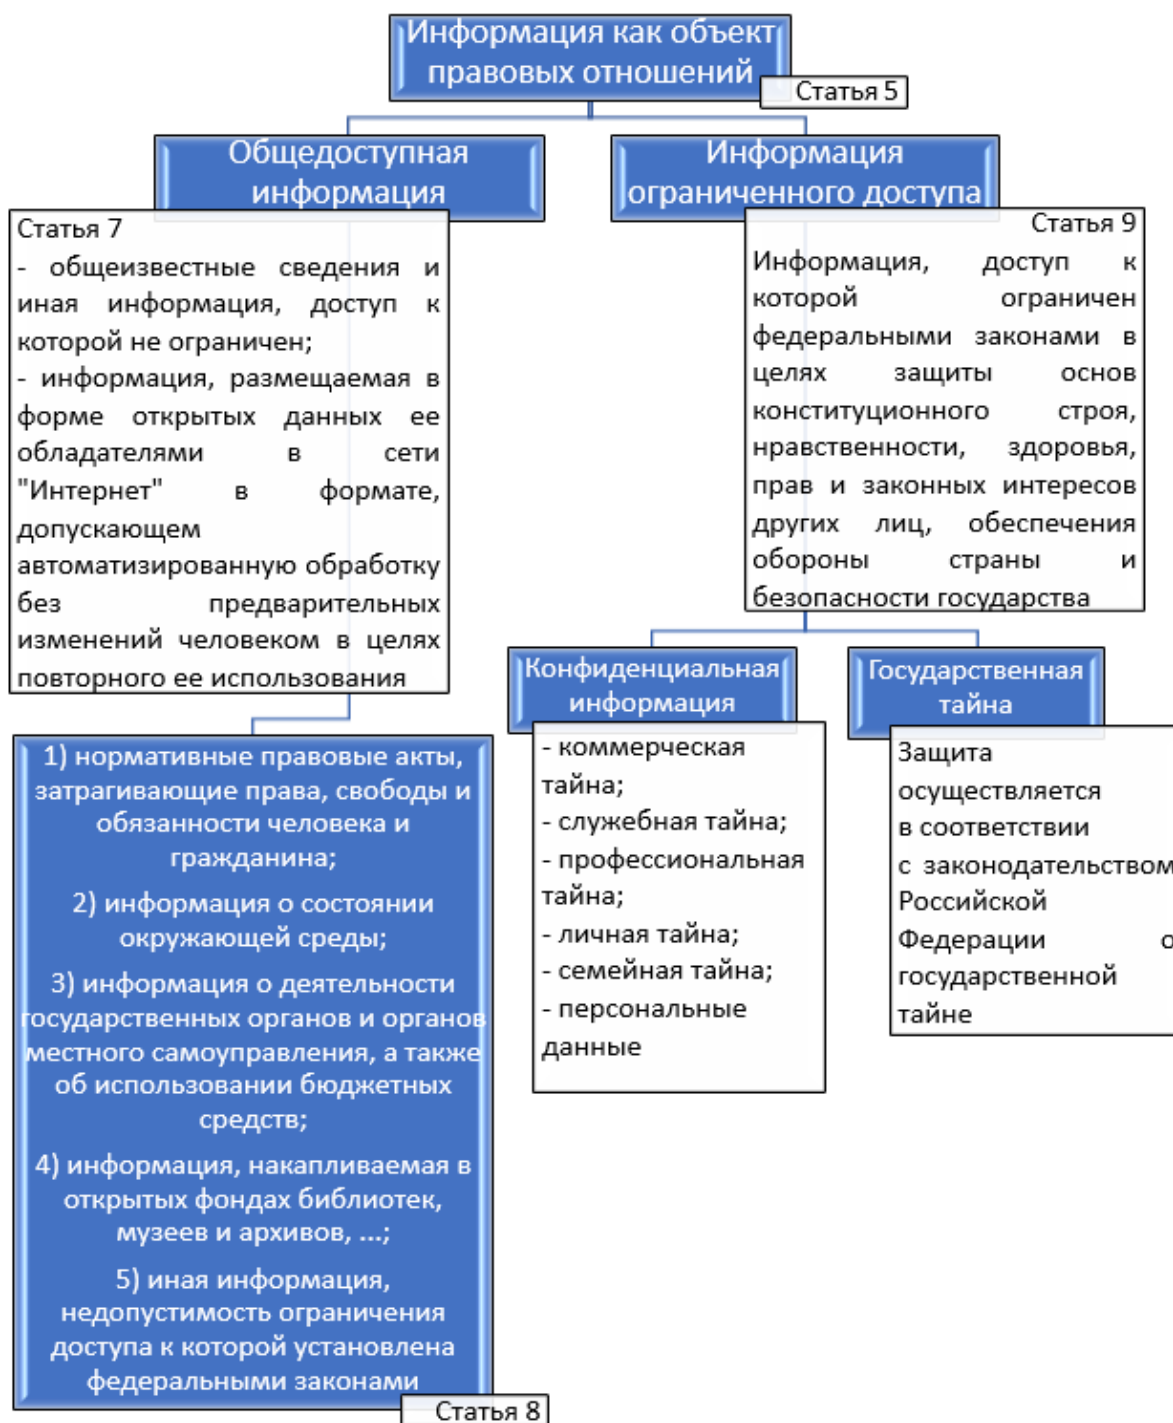 Информация как объект
правовых отношений
Статья 5
Общедоступная
информация
Информация
ограниченного доступа
Статья 7
- общеизвестные сведения и
иная информация, доступ к
которой не ограничен;
- информация, размещаемая в
форме открытых данных ее
обладателями в сети
"Интернет" в формате,
допускающем
автоматизированную обработку
без предварительных
изменений человеком в целях
повторного ее использования
Статья 9
Информация, доступ к
которой ограничен
федеральными законами в
целях защиты основ
конституционного строя,
нравственности, здоровья,
прав и законных интересов
других лиц, обеспечения
обороны страны и
безопасности государства
1) нормативные правовые акты,
затрагивающие права, свободы и
обязанности человека и
гражданина;
2) информация о состоянии
окружающей среды;
3) информация о деятельности
государственных органов и органов
местного самоуправления, а также
об использовании бюджетных
средств;
4) информация, накапливаемая в
открытых фондах библиотек,
музеев и архивов, ...;
5) иная информация,
недопустимость ограничения
доступа к которой установлена
федеральными законами
Статья 8
Конфиденциальная
информация
- коммерческая
тайна;
- служебная тайна;
- профессиональная
тайна;
- личная тайна;
- семейная тайна;
- персональные
данные
Государственная
тайна
Защита
осуществляется
в соответствии
с законодательством
Российской
Федерации о
государственной
тайне